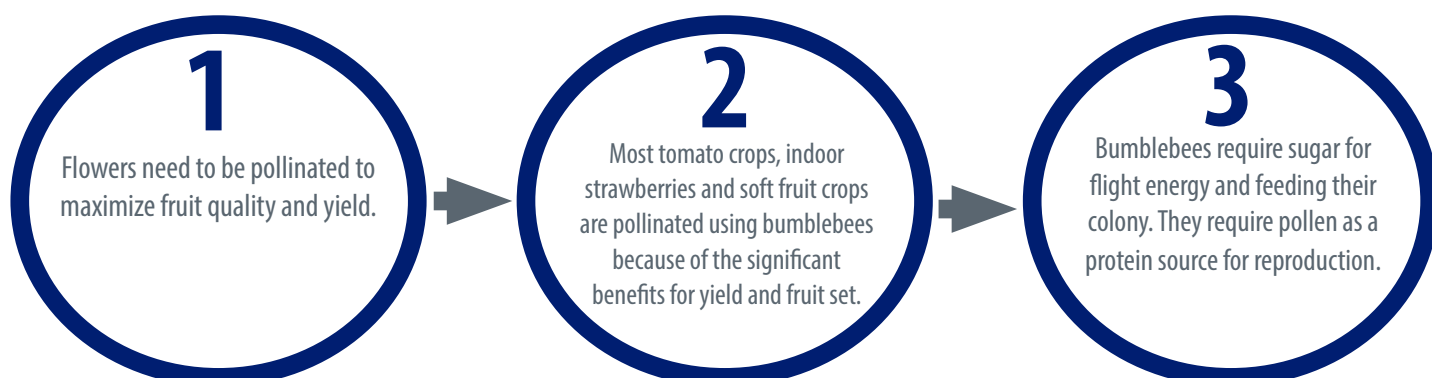 1
Flowers need to be pollinated to
maximize fruit quality and yield.
2
Most tomato crops, indoor
strawberries and soft fruit crops
are pollinated using bumblebees
because of the significant
benefits for yield and fruit set.
3
Bumblebees require sugar for
flight energy and feeding their
colony. They require pollen as a
protein source for reproduction.